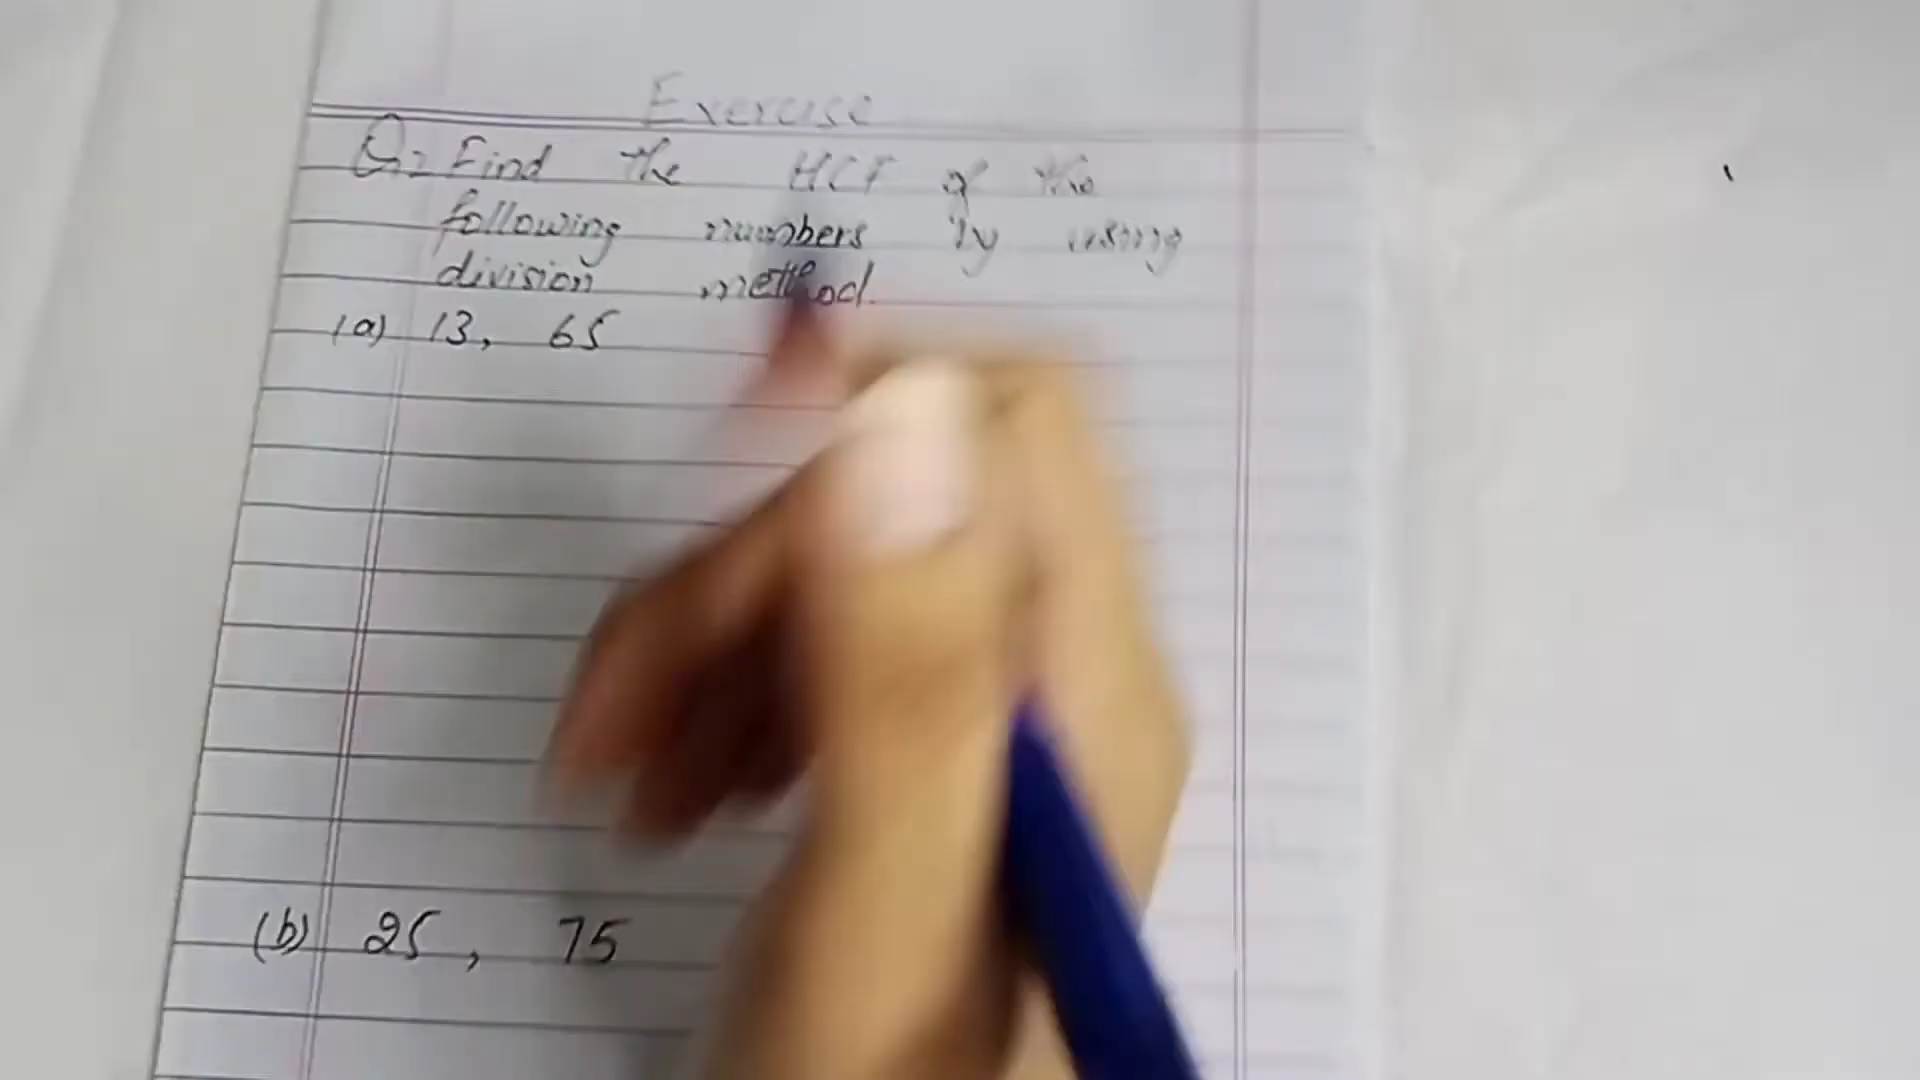 Exercise
Q:- Find the HCF of the
following numbers by using
division method.
(a) 13, 65
(b) 25, 75